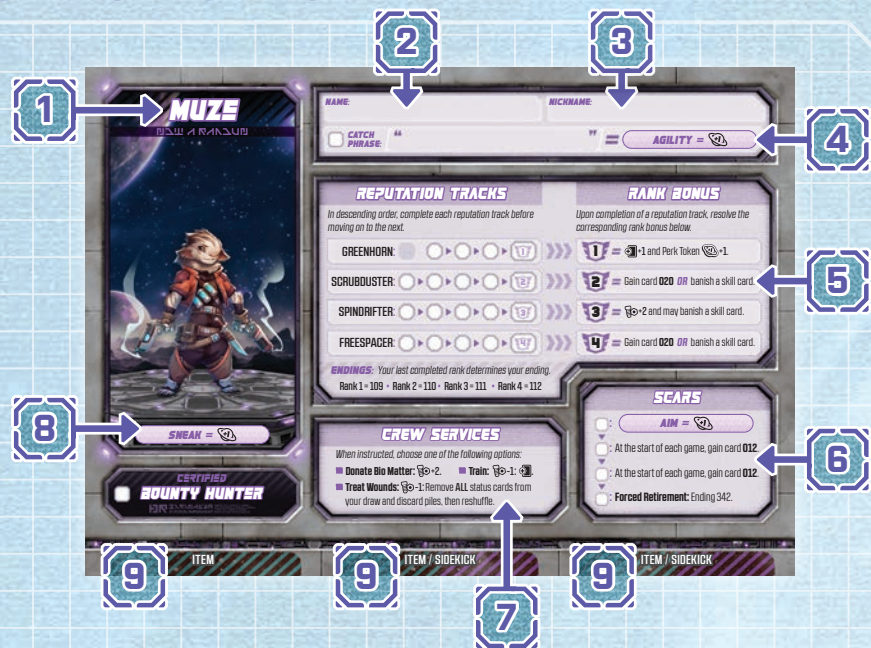 2
3
1
MUZE
NAME:
NICKNAME:
CATCH PHRASE: “ ” = AGILITY =
4
REPUTATION TRACKS
In descending order, complete each reputation track before
moving on to the next.
RANK BONUS
Upon completion of a reputation track, resolve the
corresponding rank bonus below.
GREENHORN: 1 1 = +1 and Perk Token +1.
SCRUBDUSTER: 2 2 = Gain card 020 OR banish a skill card.
5
SPINDRIFTER: 3 3 = +2 and may banish a skill card.
FREESPACER: 4 4 = Gain card 020 OR banish a skill card.
ENDINGS: Your last completed rank determines your ending.
Rank 1 = 109 • Rank 2 = 110 • Rank 3 = 111 • Rank 4 = 112
8
SNEAK =
CERTIFIED
BOUNTY HUNTER
CREW SERVICES
When instructed, choose one of the following options:
Donate Bio Matter: +2. Train: -1:
Treat Wounds: -1: Remove ALL status cards from
your draw and discard piles, then reshuffle.
SCARS
: AIM =
: At the start of each game, gain card 012.
: At the start of each game, gain card 012.
: Forced Retirement: Ending 342.
6
9 ITEM
9 ITEM / SIDEKICK
9 ITEM / SIDEKICK
7